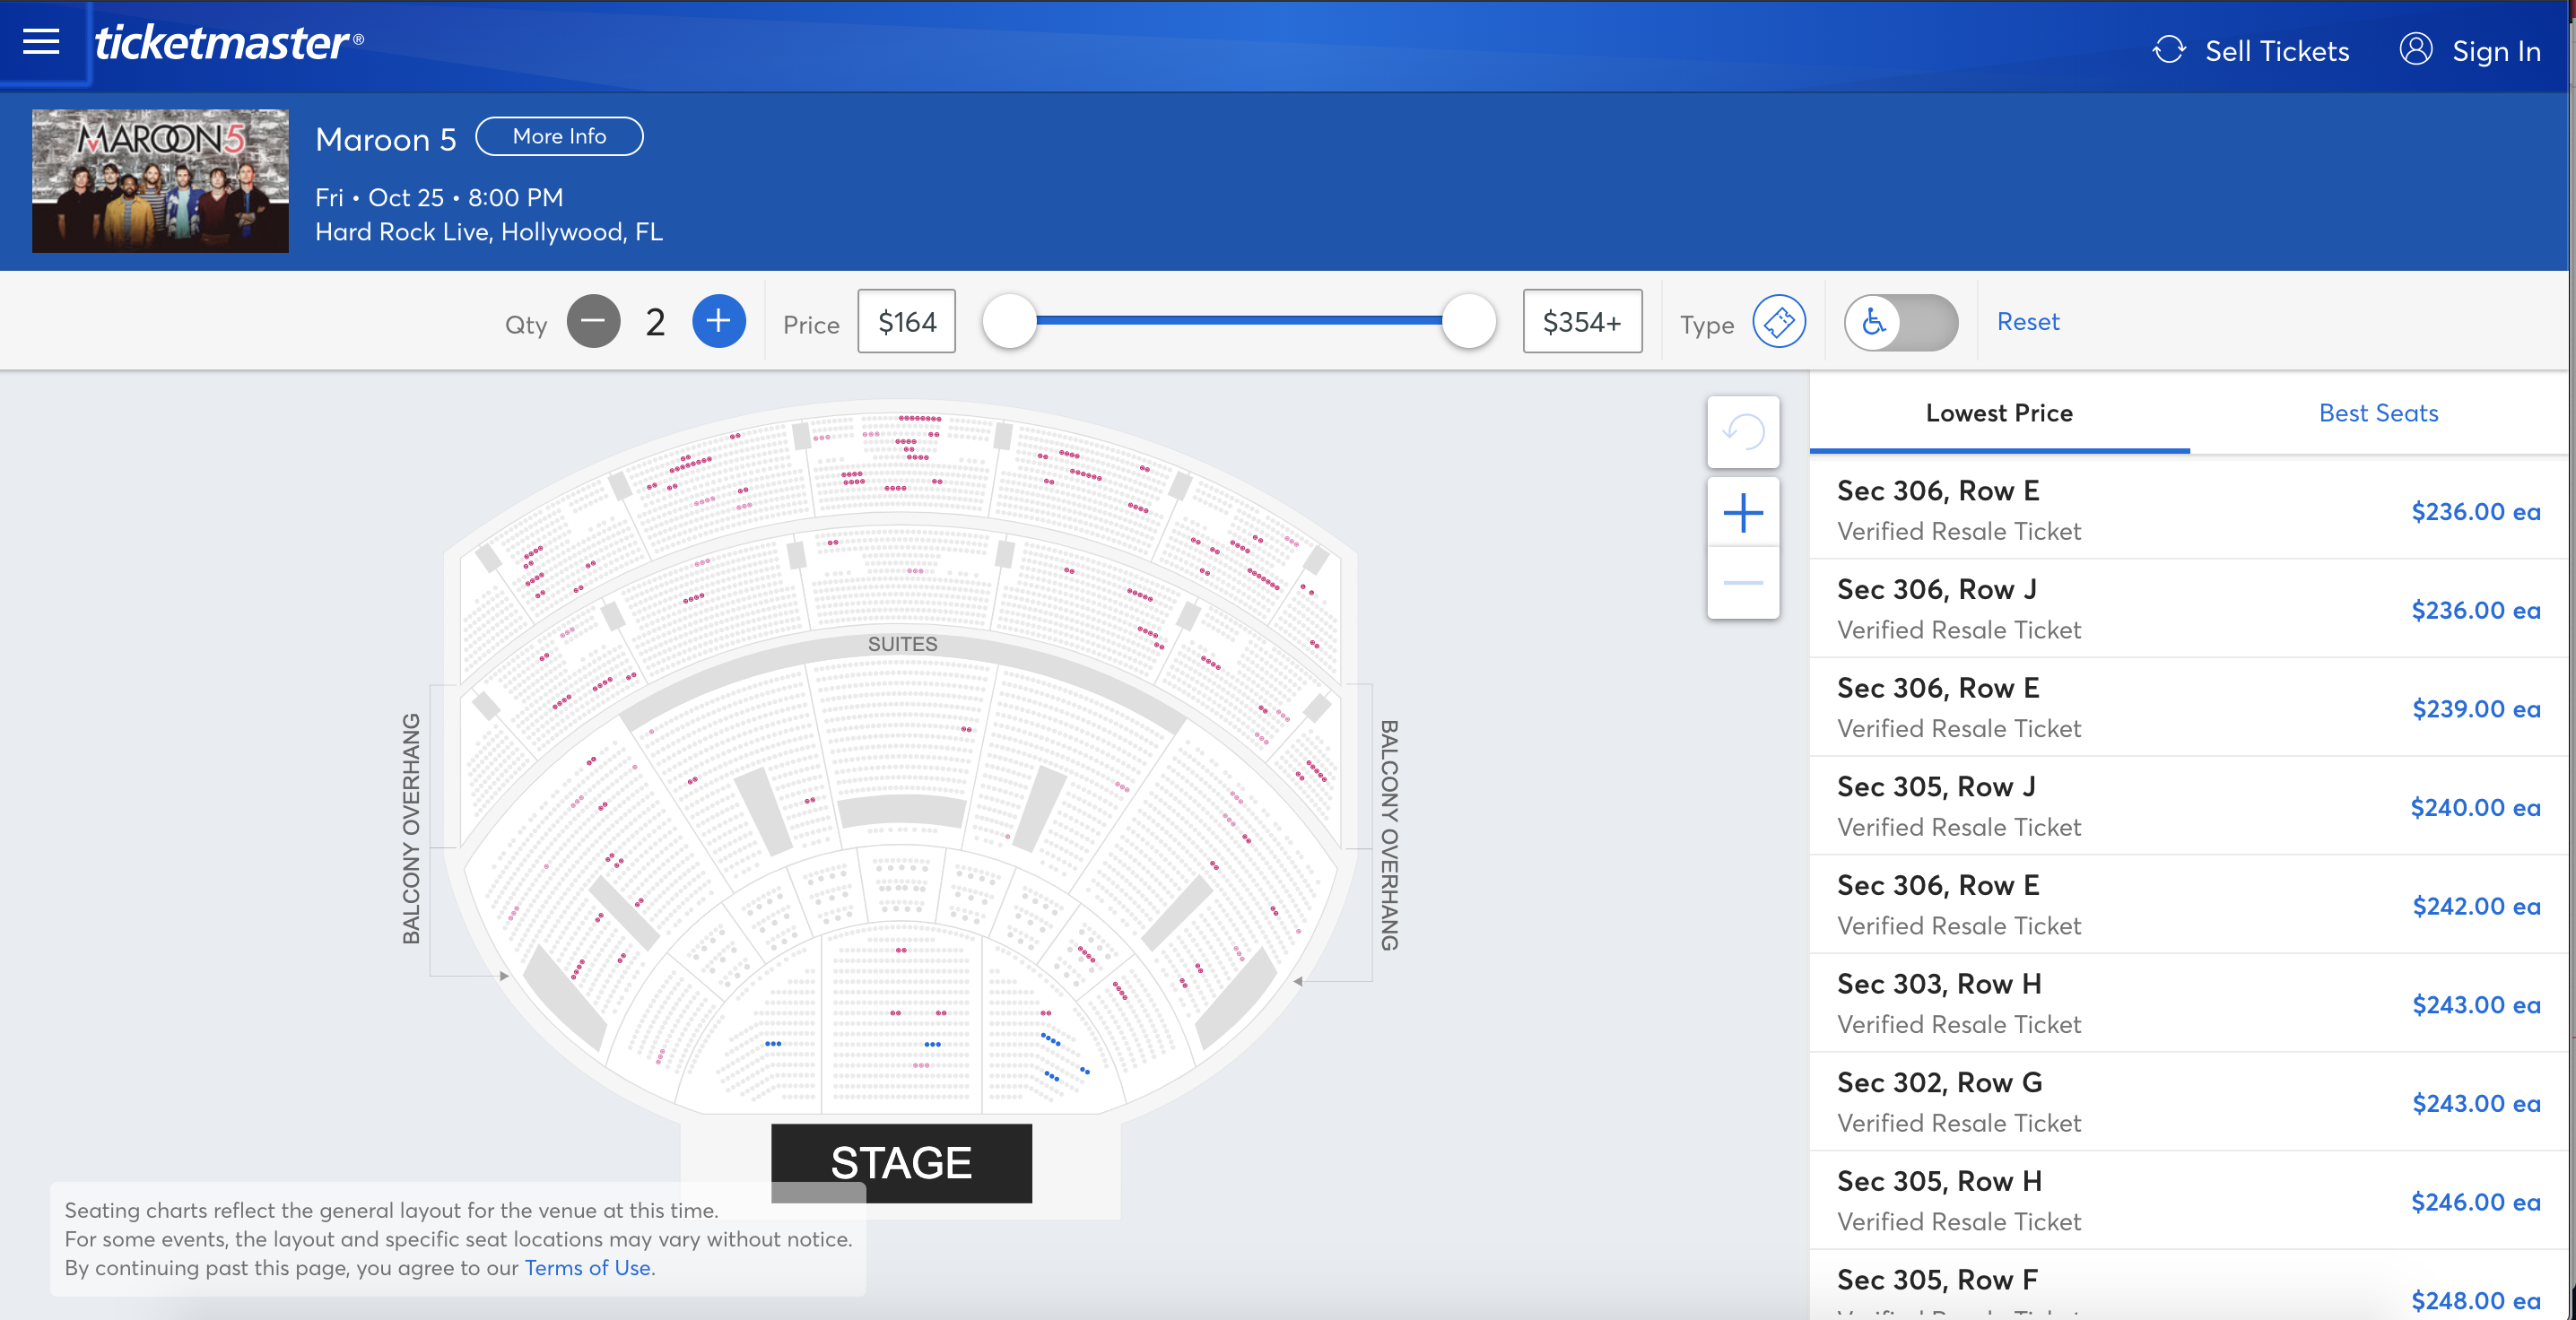 ticketmaster®
Sell Tickets
Sign In
MAROON 5
Maroon 5
More Info
Fri • Oct 25 • 8:00 PM
Hard Rock Live, Hollywood, FL
Qty
2
Price
$164
$354+
Type
Reset
SUITES
BALCONY OVERHANG
BALCONY OVERHANG
STAGE
Seating charts reflect the general layout for the venue at this time.
For some events, the layout and specific seat locations may vary without notice.
By continuing past this page, you agree to our Terms of Use.
Lowest Price
Best Seats
Sec 306, Row E
Verified Resale Ticket
$236.00 ea
Sec 306, Row J
Verified Resale Ticket
$236.00 ea
Sec 306, Row E
Verified Resale Ticket
$239.00 ea
Sec 305, Row J
Verified Resale Ticket
$240.00 ea
Sec 306, Row E
Verified Resale Ticket
$242.00 ea
Sec 303, Row H
Verified Resale Ticket
$243.00 ea
Sec 302, Row G
Verified Resale Ticket
$243.00 ea
Sec 305, Row H
Verified Resale Ticket
$246.00 ea
Sec 305, Row F
$248.00 ea